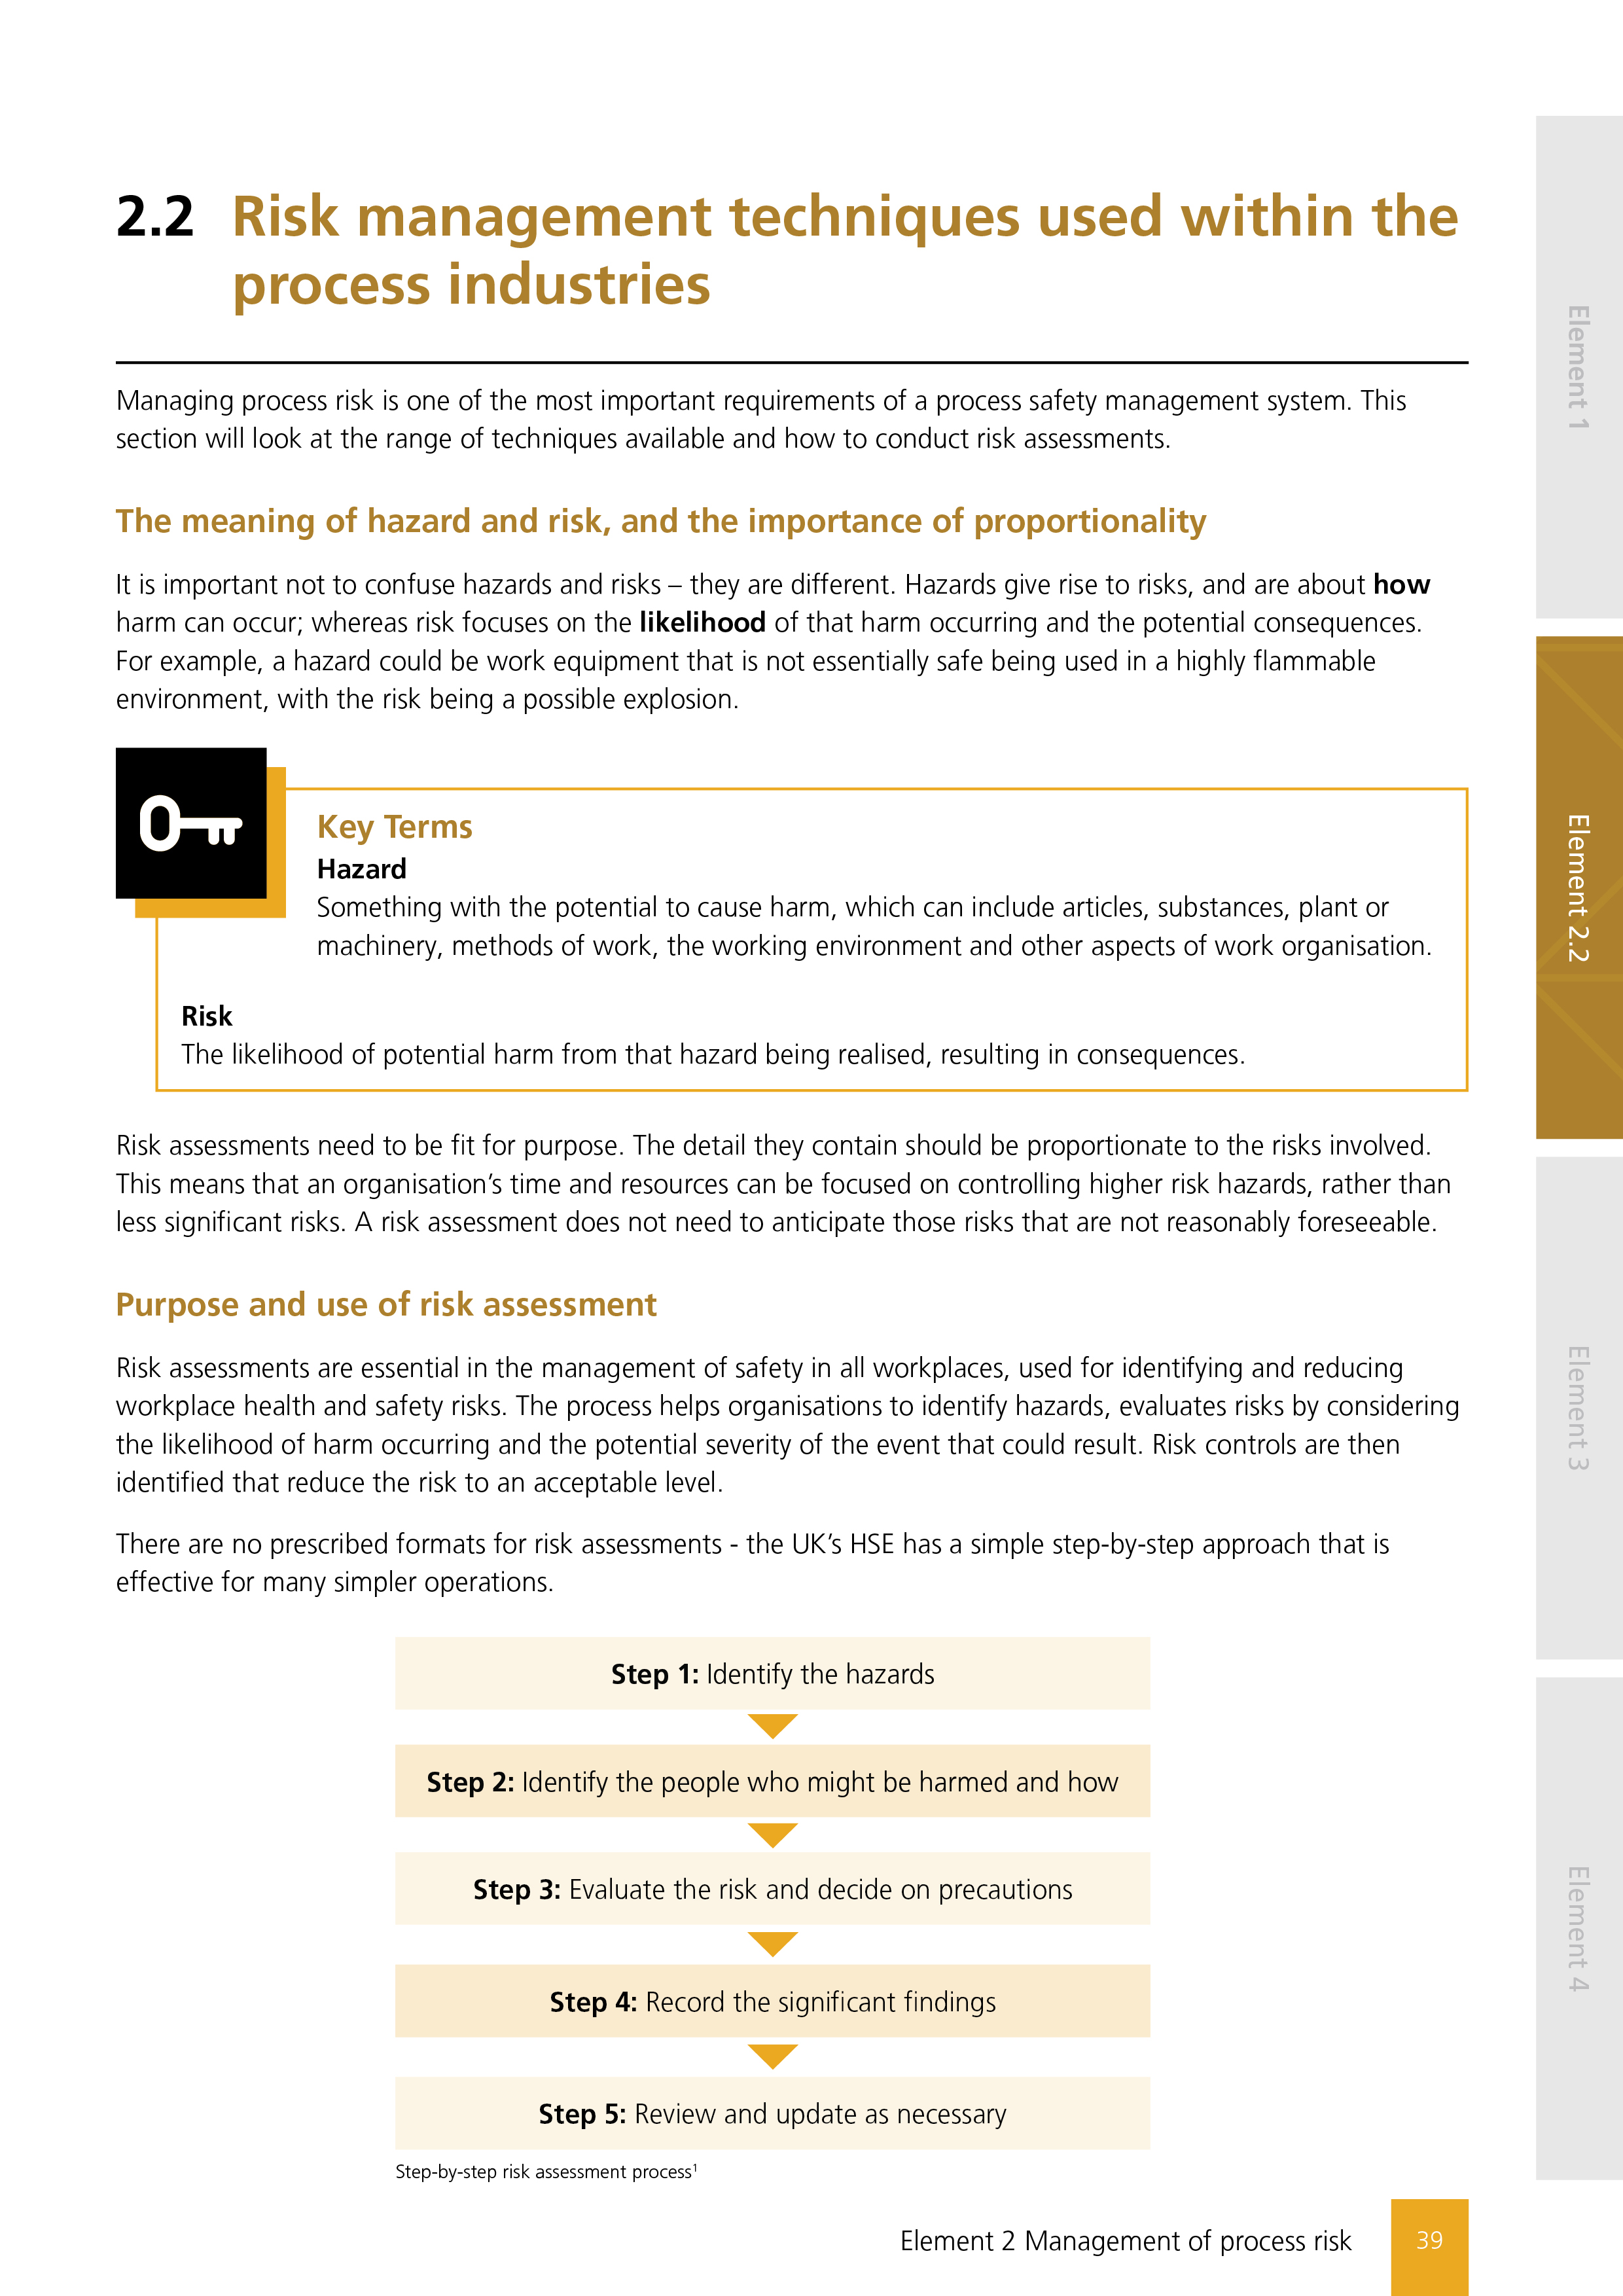 2.2 Risk management techniques used within the
process industries
Managing process risk is one of the most important requirements of a process safety management system. This
section will look at the range of techniques available and how to conduct risk assessments.
The meaning of hazard and risk, and the importance of proportionality
It is important not to confuse hazards and risks – they are different. Hazards give rise to risks, and are about how
harm can occur; whereas risk focuses on the likelihood of that harm occurring and the potential consequences.
For example, a hazard could be work equipment that is not essentially safe being used in a highly flammable
environment, with the risk being a possible explosion.
Key Terms
Hazard
Something with the potential to cause harm, which can include articles, substances, plant or
machinery, methods of work, the working environment and other aspects of work organisation.
Risk
The likelihood of potential harm from that hazard being realised, resulting in consequences.
Risk assessments need to be fit for purpose. The detail they contain should be proportionate to the risks involved.
This means that an organisation’s time and resources can be focused on controlling higher risk hazards, rather than
less significant risks. A risk assessment does not need to anticipate those risks that are not reasonably foreseeable.
Purpose and use of risk assessment
Risk assessments are essential in the management of safety in all workplaces, used for identifying and reducing
workplace health and safety risks. The process helps organisations to identify hazards, evaluates risks by considering
the likelihood of harm occurring and the potential severity of the event that could result. Risk controls are then
identified that reduce the risk to an acceptable level.
There are no prescribed formats for risk assessments - the UK’s HSE has a simple step-by-step approach that is
effective for many simpler operations.
Step 1: Identify the hazards
Step 2: Identify the people who might be harmed and how
Step 3: Evaluate the risk and decide on precautions
Step 4: Record the significant findings
Step 5: Review and update as necessary
Step-by-step risk assessment process¹
Element 2 Management of process risk 39
Element 1
Element 2.2
Element 3
Element 4